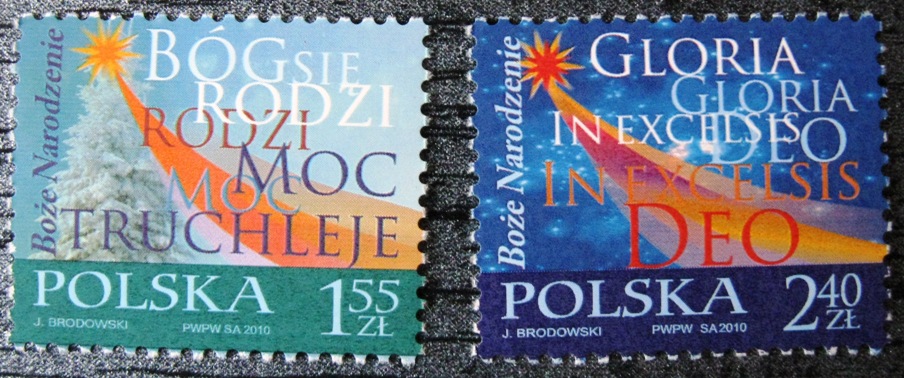 Boże Narodzenie
BÓG SIĘ
RODZI
RODZI
MOC
MOC
TRUCHLEJE
POLSKA
1 55 ZŁ
J. BRODOWSKI PWPW SA 2010
Boże Narodzenie
GLORIA
GLORIA
IN EXCELSIS
DEO
IN EXCELSIS
DEO
POLSKA
2 40 ZŁ
J. BRODOWSKI PWPW SA 2010